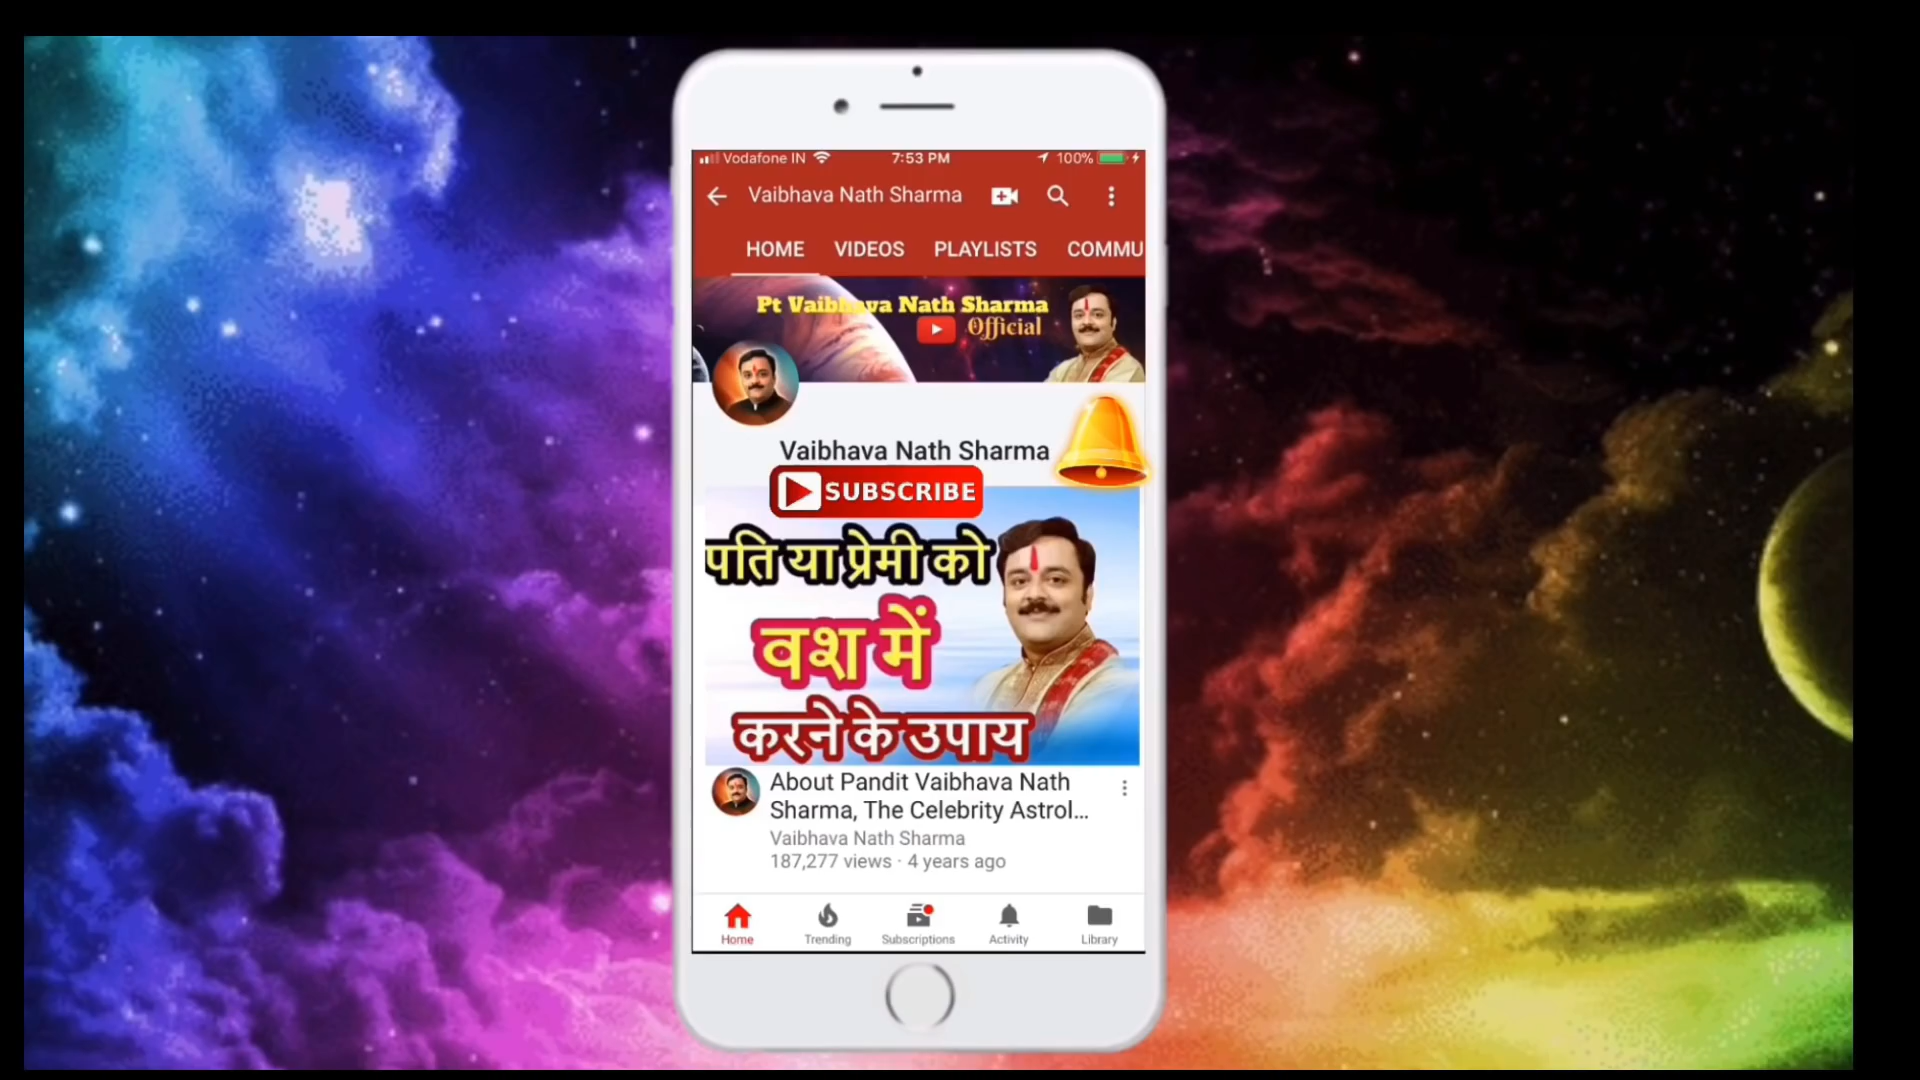 Vodafone IN
7:53 PM
100%
Vaibhava Nath Sharma
HOME VIDEOS PLAYLISTS COMMU
Pt Vaibhava Nath Sharma
Official
Vaibhava Nath Sharma
SUBSCRIBE
पति या प्रेमी को
वश में
करने के उपाय
About Pandit Vaibhava Nath
Sharma, The Celebrity Astrol...
Vaibhava Nath Sharma
187,277 views · 4 years ago
Home Trending Subscriptions Activity Library